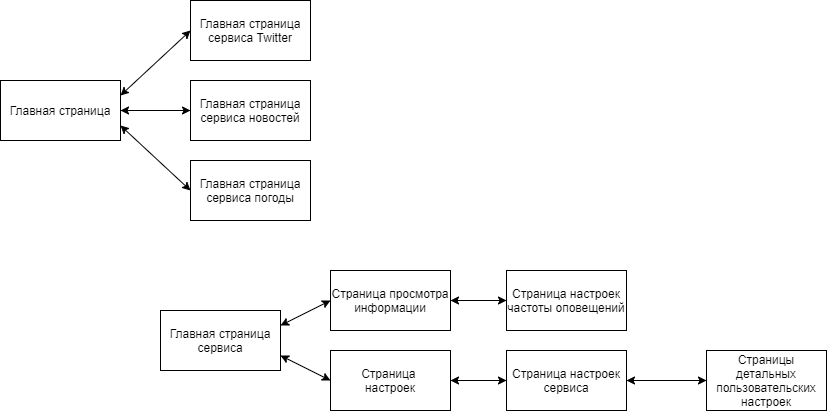 Главная страница
сервиса Twitter
Главная страница
Главная страница
сервиса новостей
Главная страница
сервиса погоды
Главная страница
сервиса
Страница просмотра
информации
Страница настроек
частоты оповещений
Страница
настроек
Страница настроек
сервиса
Страницы
детальных
пользовательских
настроек